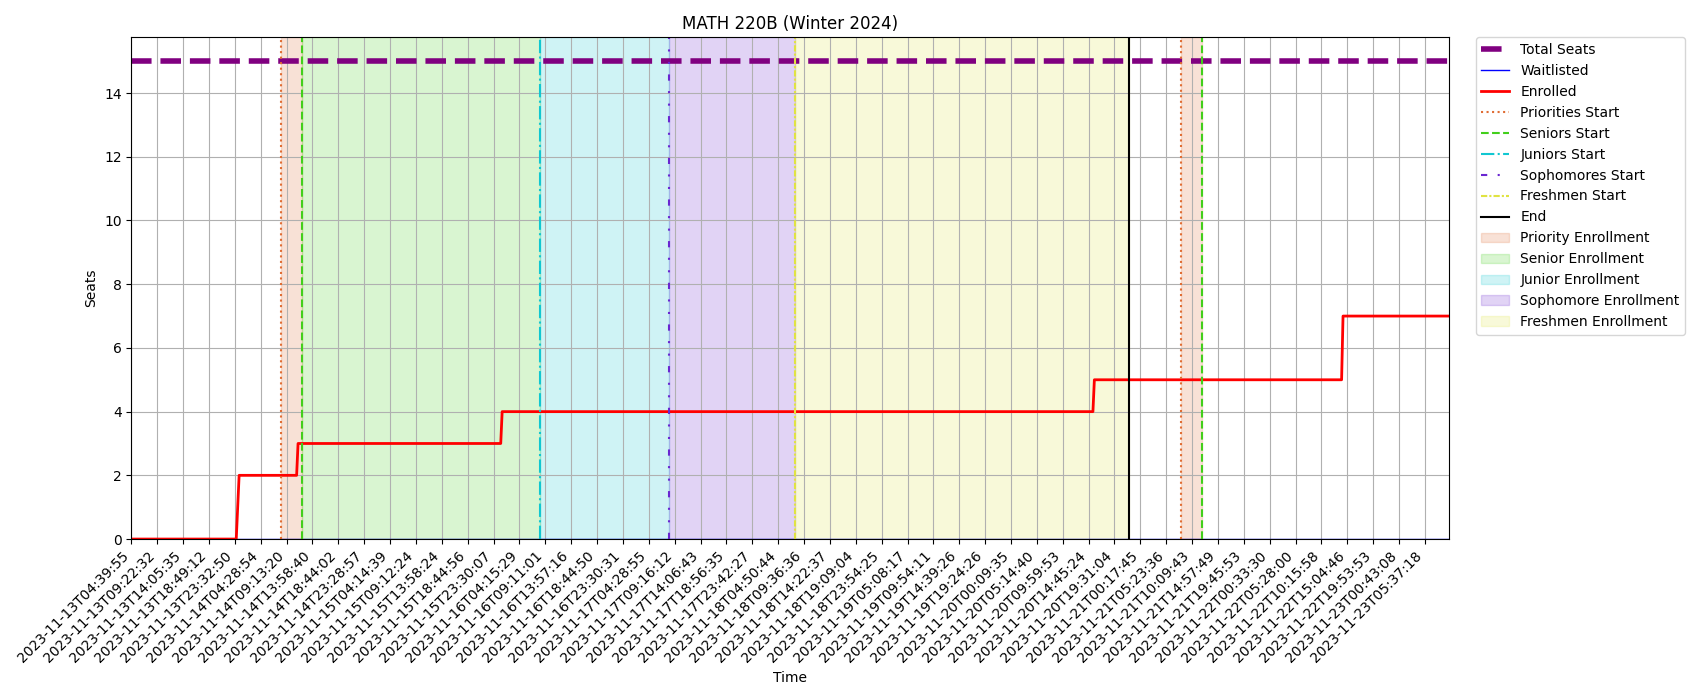 MATH 220B (Winter 2024)
Total Seats
Waitlisted
Enrolled
Priorities Start
Seniors Start
Juniors Start
Sophomores Start
Freshmen Start
End
Priority Enrollment
Senior Enrollment
Junior Enrollment
Sophomore Enrollment
Freshmen Enrollment
Seats
14
12
10
8
6
4
2
0
2023-11-13T04:39:55
2023-11-13T09:22:32
2023-11-13T14:05:35
2023-11-13T18:49:12
2023-11-13T23:32:50
2023-11-14T04:28:54
2023-11-14T09:13:20
2023-11-14T13:58:40
2023-11-14T18:44:02
2023-11-14T23:28:57
2023-11-15T04:14:39
2023-11-15T09:12:24
2023-11-15T13:58:24
2023-11-15T18:44:56
2023-11-15T23:30:07
2023-11-16T04:15:29
2023-11-16T09:11:01
2023-11-16T13:57:16
2023-11-16T18:44:50
2023-11-16T23:30:31
2023-11-17T04:28:55
2023-11-17T09:16:12
2023-11-17T14:06:43
2023-11-17T18:56:35
2023-11-17T23:42:27
2023-11-18T04:50:44
2023-11-18T09:36:36
2023-11-18T14:22:37
2023-11-18T19:09:04
2023-11-18T23:54:25
2023-11-19T05:08:17
2023-11-19T09:54:11
2023-11-19T14:39:26
2023-11-19T19:24:26
2023-11-20T00:09:35
2023-11-20T05:14:40
2023-11-20T09:59:53
2023-11-20T14:45:24
2023-11-20T19:31:04
2023-11-21T00:17:45
2023-11-21T05:23:36
2023-11-21T10:09:43
2023-11-21T14:57:49
2023-11-21T19:45:53
2023-11-22T00:33:30
2023-11-22T05:28:00
2023-11-22T10:15:58
2023-11-22T15:04:46
2023-11-22T19:53:53
2023-11-23T00:43:08
2023-11-23T05:37:18
Time